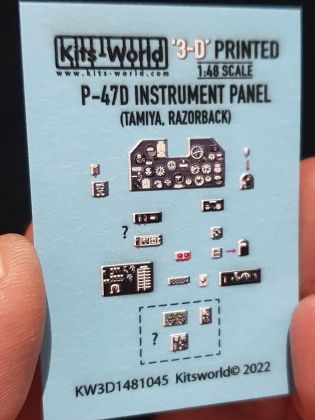 Kits-World
'3-D' PRINTED
www.kits-world.com
1:48 SCALE
P-47D INSTRUMENT PANEL
(TAMIYA, RAZORBACK)
?
?
KW3D1481045 Kitsworld© 2022